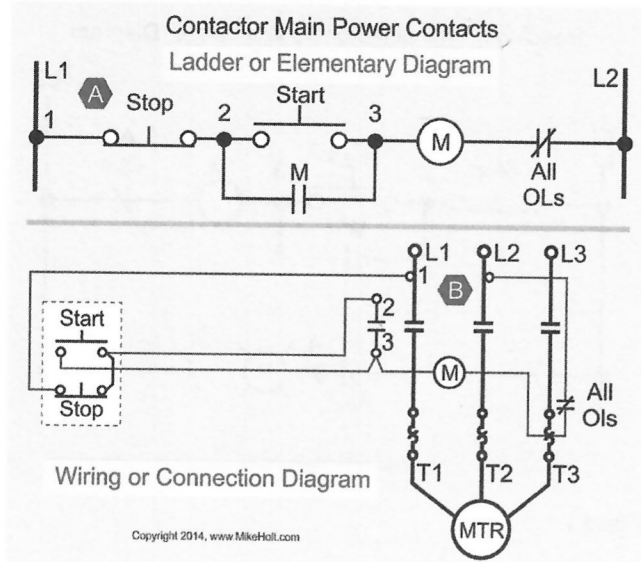 Contactor Main Power Contacts
Ladder or Elementary Diagram
L1
L2
A
1
Stop
2
Start
3
M
M
All
OLs
L1
L2
L3
1
B
2
3
Start
Stop
M
All
Ols
T1
T2
T3
Wiring or Connection Diagram
MTR
Copyright 2014, www.MikeHolt.com